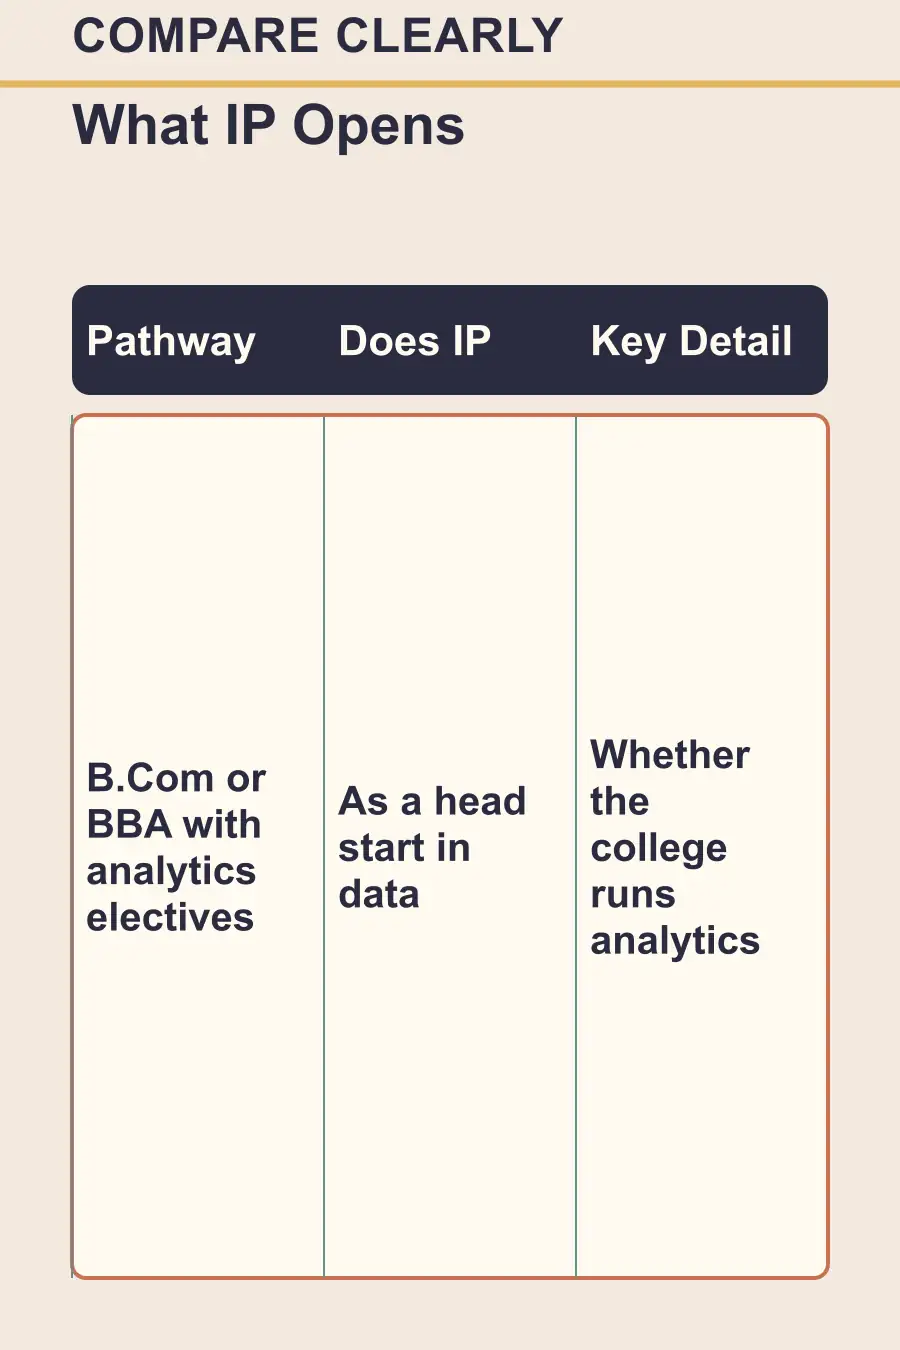 COMPARE CLEARLY
What IP Opens
Pathway
Does IP
Key Detail
B.Com or
BBA with
analytics
electives
As a head
start in
data
Whether
the
college
runs
analytics